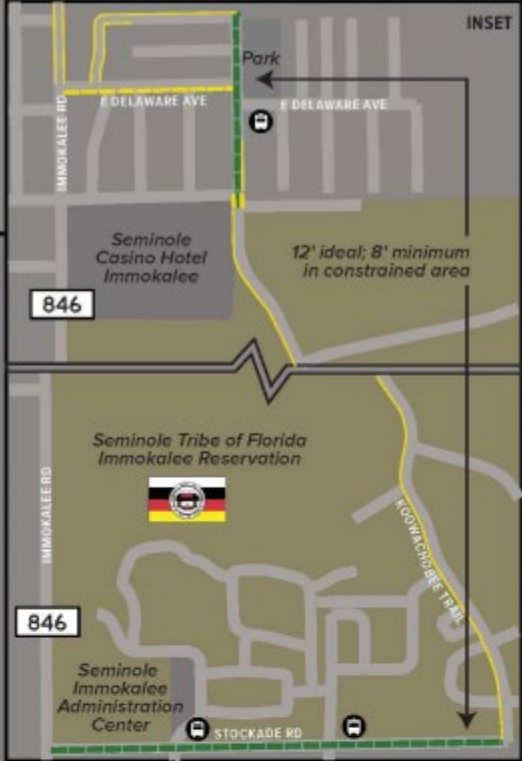 INSET
Park
E DELAWARE AVE
E DELAWARE AVE
IMMOKALEE RD
Seminole
Casino Hotel
Immokalee
12' ideal; 8' minimum
in constrained area
846
Seminole Tribe of Florida
Immokalee Reservation
IMMOKALEE RD
KOOWACHOBEE TRAIL
846
Seminole
Immokalee
Administration
Center
STOCKADE RD